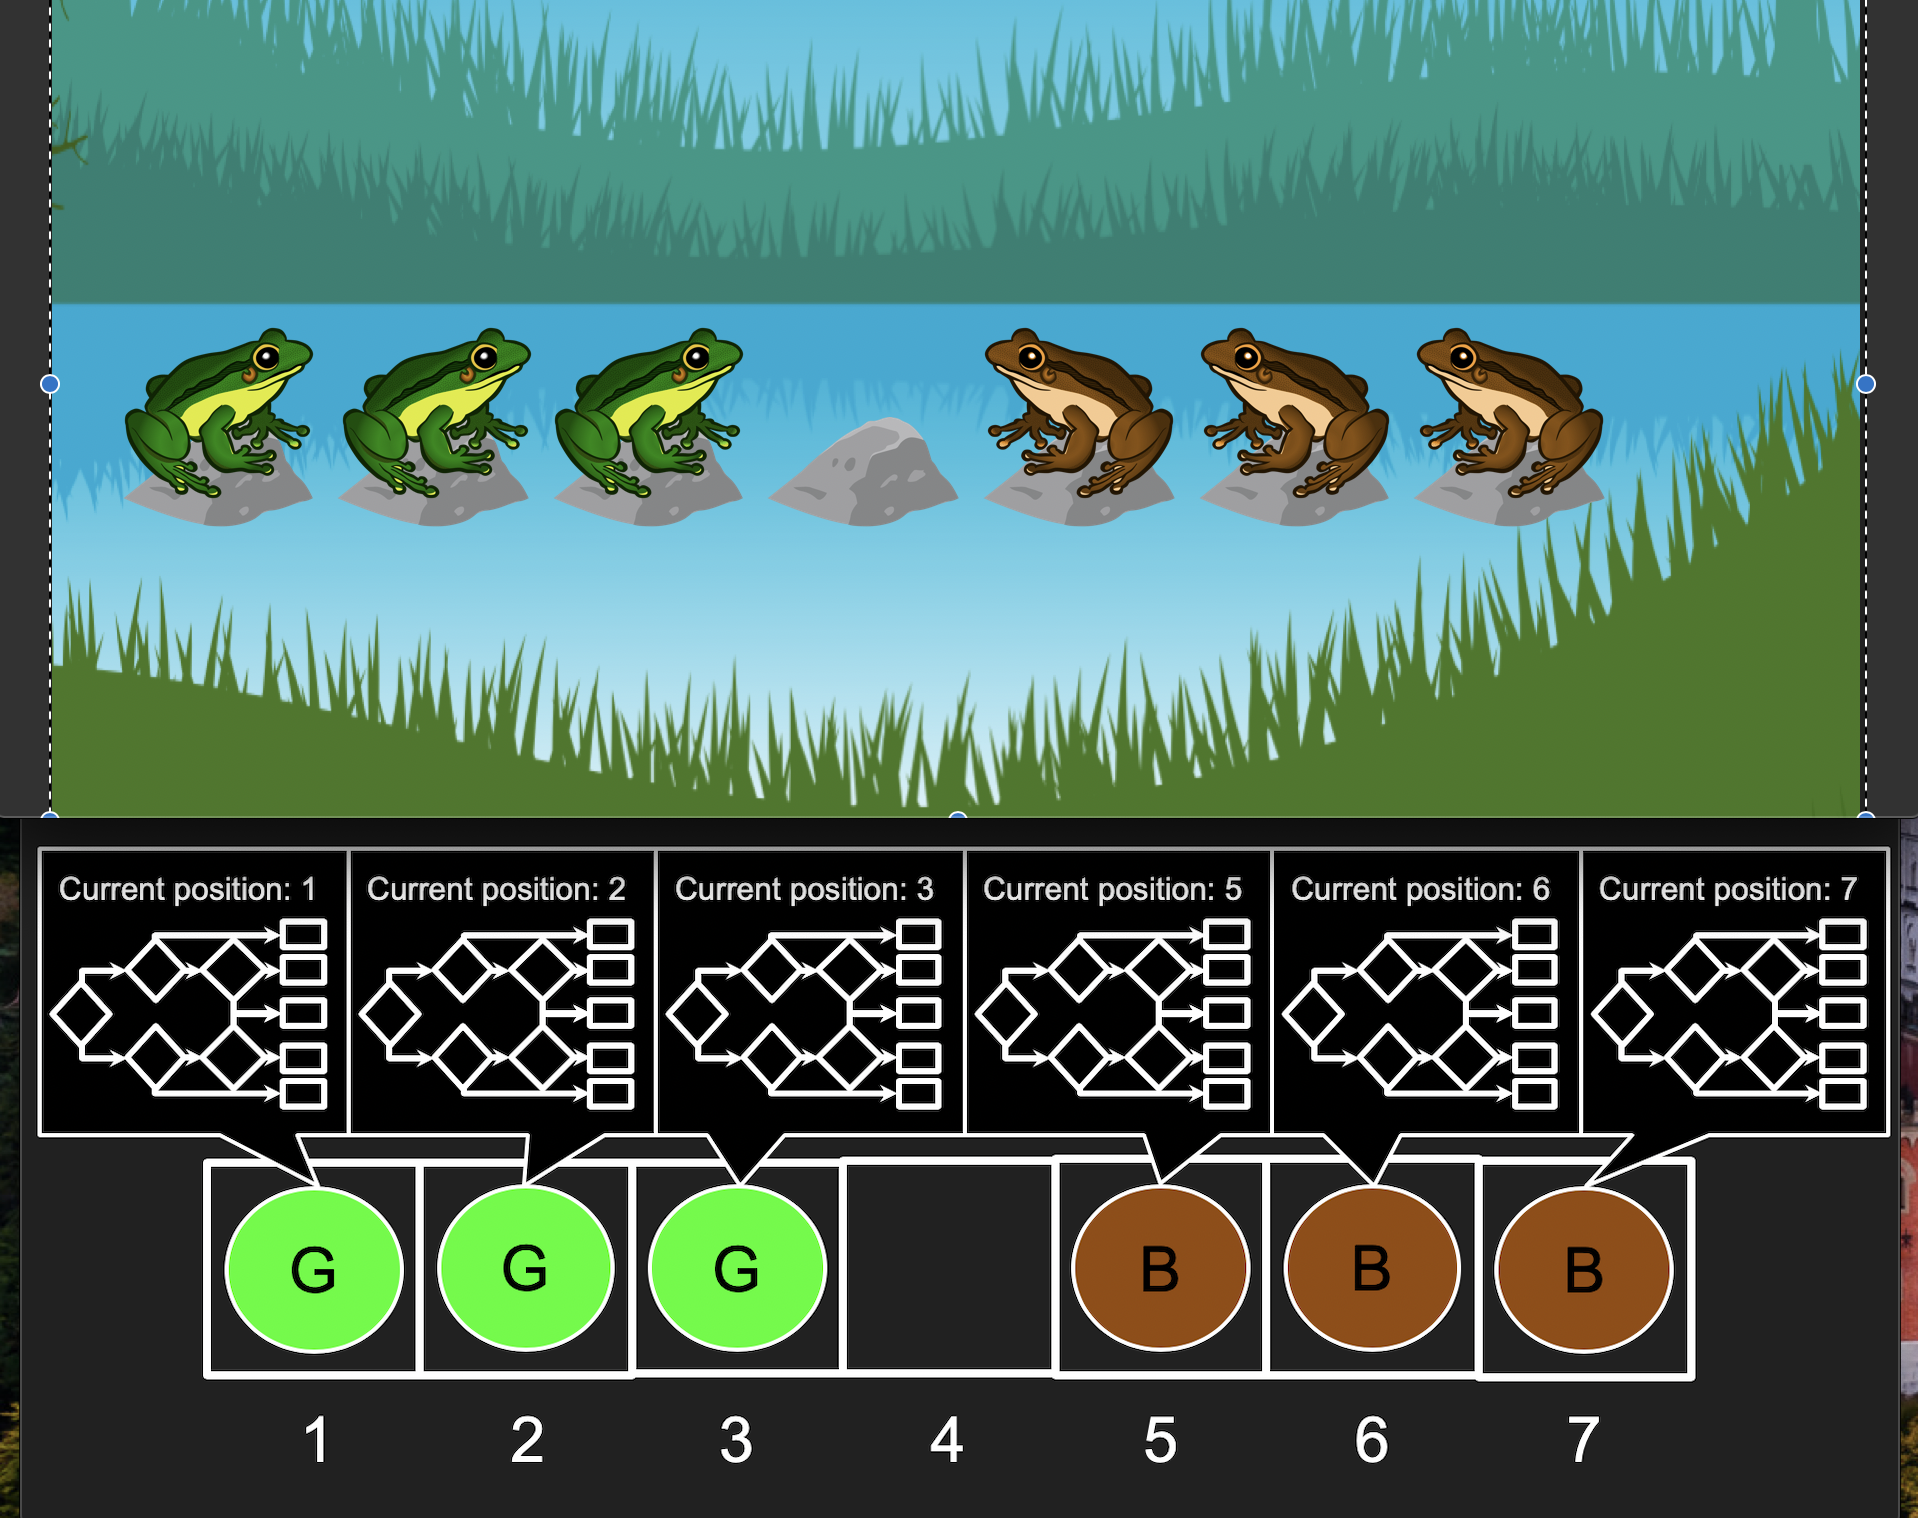 Current position: 1
Current position: 2
Current position: 3
Current position: 5
Current position: 6
Current position: 7
G
G
G
B
B
B
1
2
3
4
5
6
7